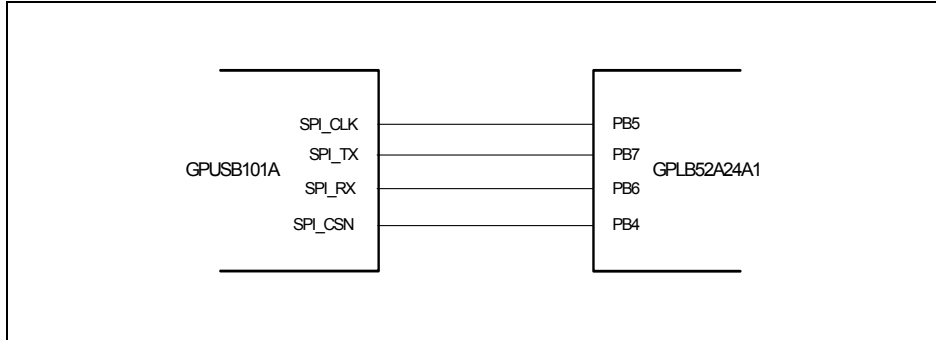 SPI_CLK PB5
SPI_TX PB7
GPUSB101A GPLB52A24A1
SPI_RX PB6
SPI_CSN PB4